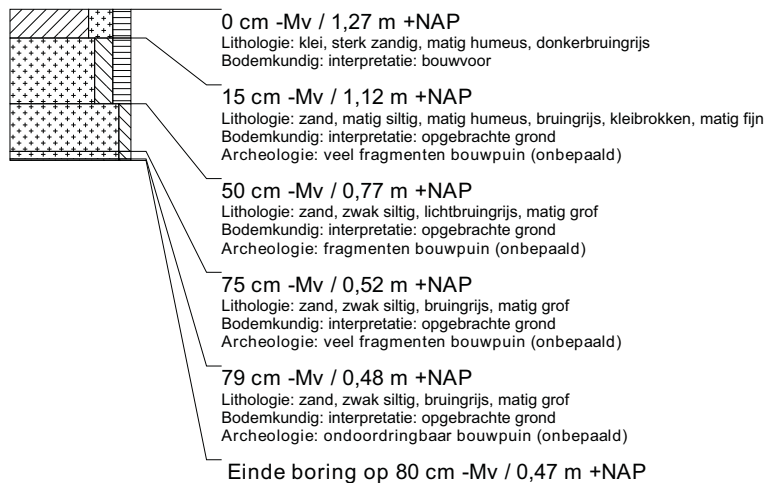 0 cm -Mv / 1,27 m +NAP
Lithologie: klei, sterk zandig, matig humeus, donkerbruingrijs
Bodemkundig: interpretatie: bouwvoor
15 cm -Mv / 1,12 m +NAP
Lithologie: zand, matig siltig, matig humeus, bruingrijs, kleibrokken, matig fijn
Bodemkundig: interpretatie: opgebrachte grond
Archeologie: veel fragmenten bouwpuin (onbepaald)
50 cm -Mv / 0,77 m +NAP
Lithologie: zand, zwak siltig, lichtbruingrijs, matig grof
Bodemkundig: interpretatie: opgebrachte grond
Archeologie: fragmenten bouwpuin (onbepaald)
75 cm -Mv / 0,52 m +NAP
Lithologie: zand, zwak siltig, bruingrijs, matig grof
Bodemkundig: interpretatie: opgebrachte grond
Archeologie: veel fragmenten bouwpuin (onbepaald)
79 cm -Mv / 0,48 m +NAP
Lithologie: zand, zwak siltig, bruingrijs, matig grof
Bodemkundig: interpretatie: opgebrachte grond
Archeologie: ondoordringbaar bouwpuin (onbepaald)
Einde boring op 80 cm -Mv / 0,47 m +NAP